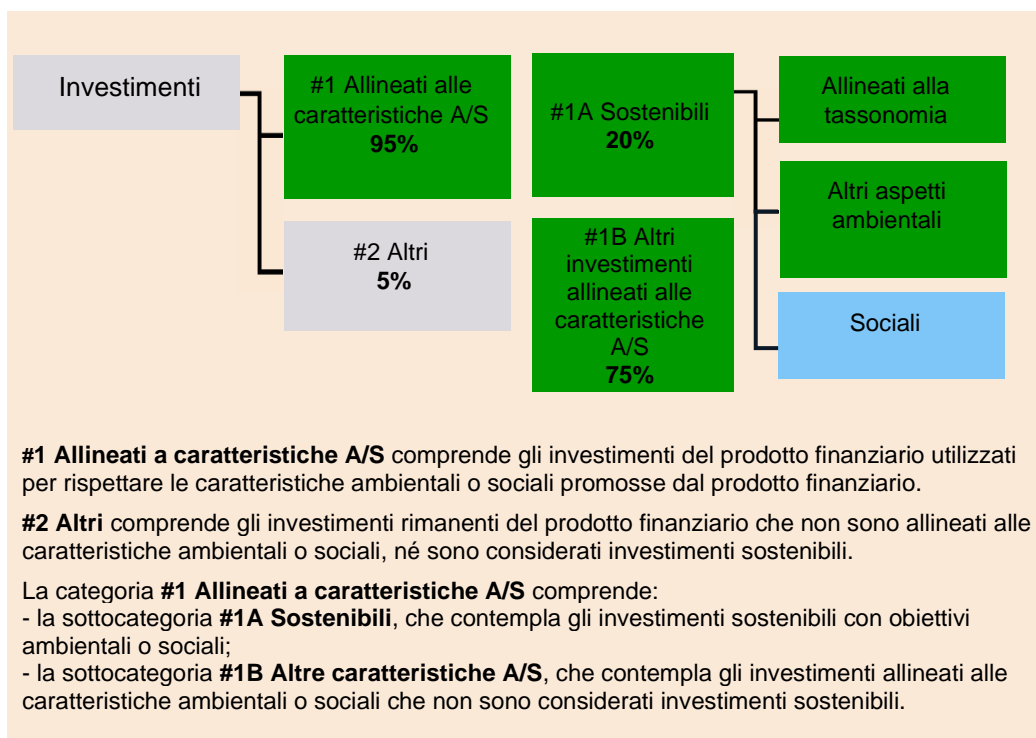 Investimenti
#1 Allineati alle
caratteristiche A/S
95%
#2 Altri
5%
#1A Sostenibili
20%
#1B Altri
investimenti
allineati alle
caratteristiche
A/S
75%
Allineati alla
tassonomia
Altri aspetti
ambientali
Sociali
#1 Allineati a caratteristiche A/S comprende gli investimenti del prodotto finanziario utilizzati
per rispettare le caratteristiche ambientali o sociali promosse dal prodotto finanziario.
#2 Altri comprende gli investimenti rimanenti del prodotto finanziario che non sono allineati alle
caratteristiche ambientali o sociali, né sono considerati investimenti sostenibili.
La categoria #1 Allineati a caratteristiche A/S comprende:
- la sottocategoria #1A Sostenibili, che contempla gli investimenti sostenibili con obiettivi
ambientali o sociali;
- la sottocategoria #1B Altre caratteristiche A/S, che contempla gli investimenti allineati alle
caratteristiche ambientali o sociali che non sono considerati investimenti sostenibili.